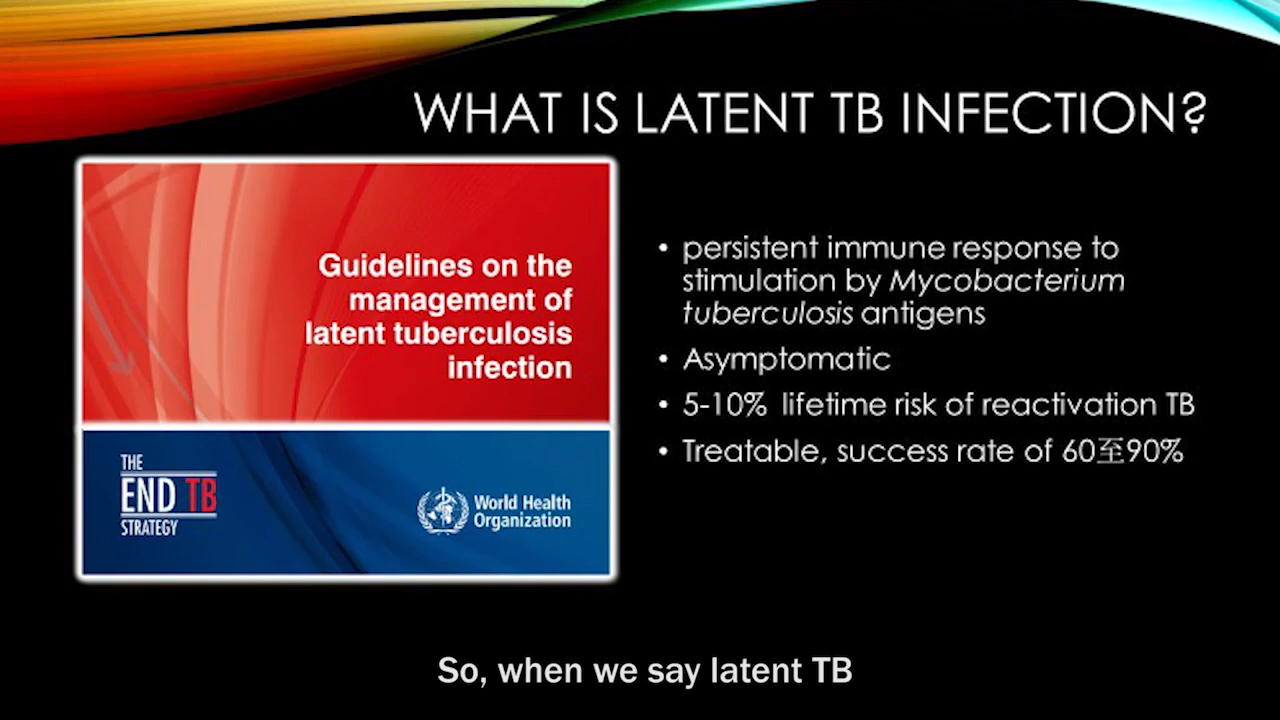 WHAT IS LATENT TB INFECTION?
Guidelines on the
management of
latent tuberculosis
infection
THE
END TB
STRATEGY
World Health
Organization
• persistent immune response to
stimulation by Mycobacterium
tuberculosis antigens
• Asymptomatic
• 5-10% lifetime risk of reactivation TB
• Treatable, success rate of 60至90%
So, when we say latent TB